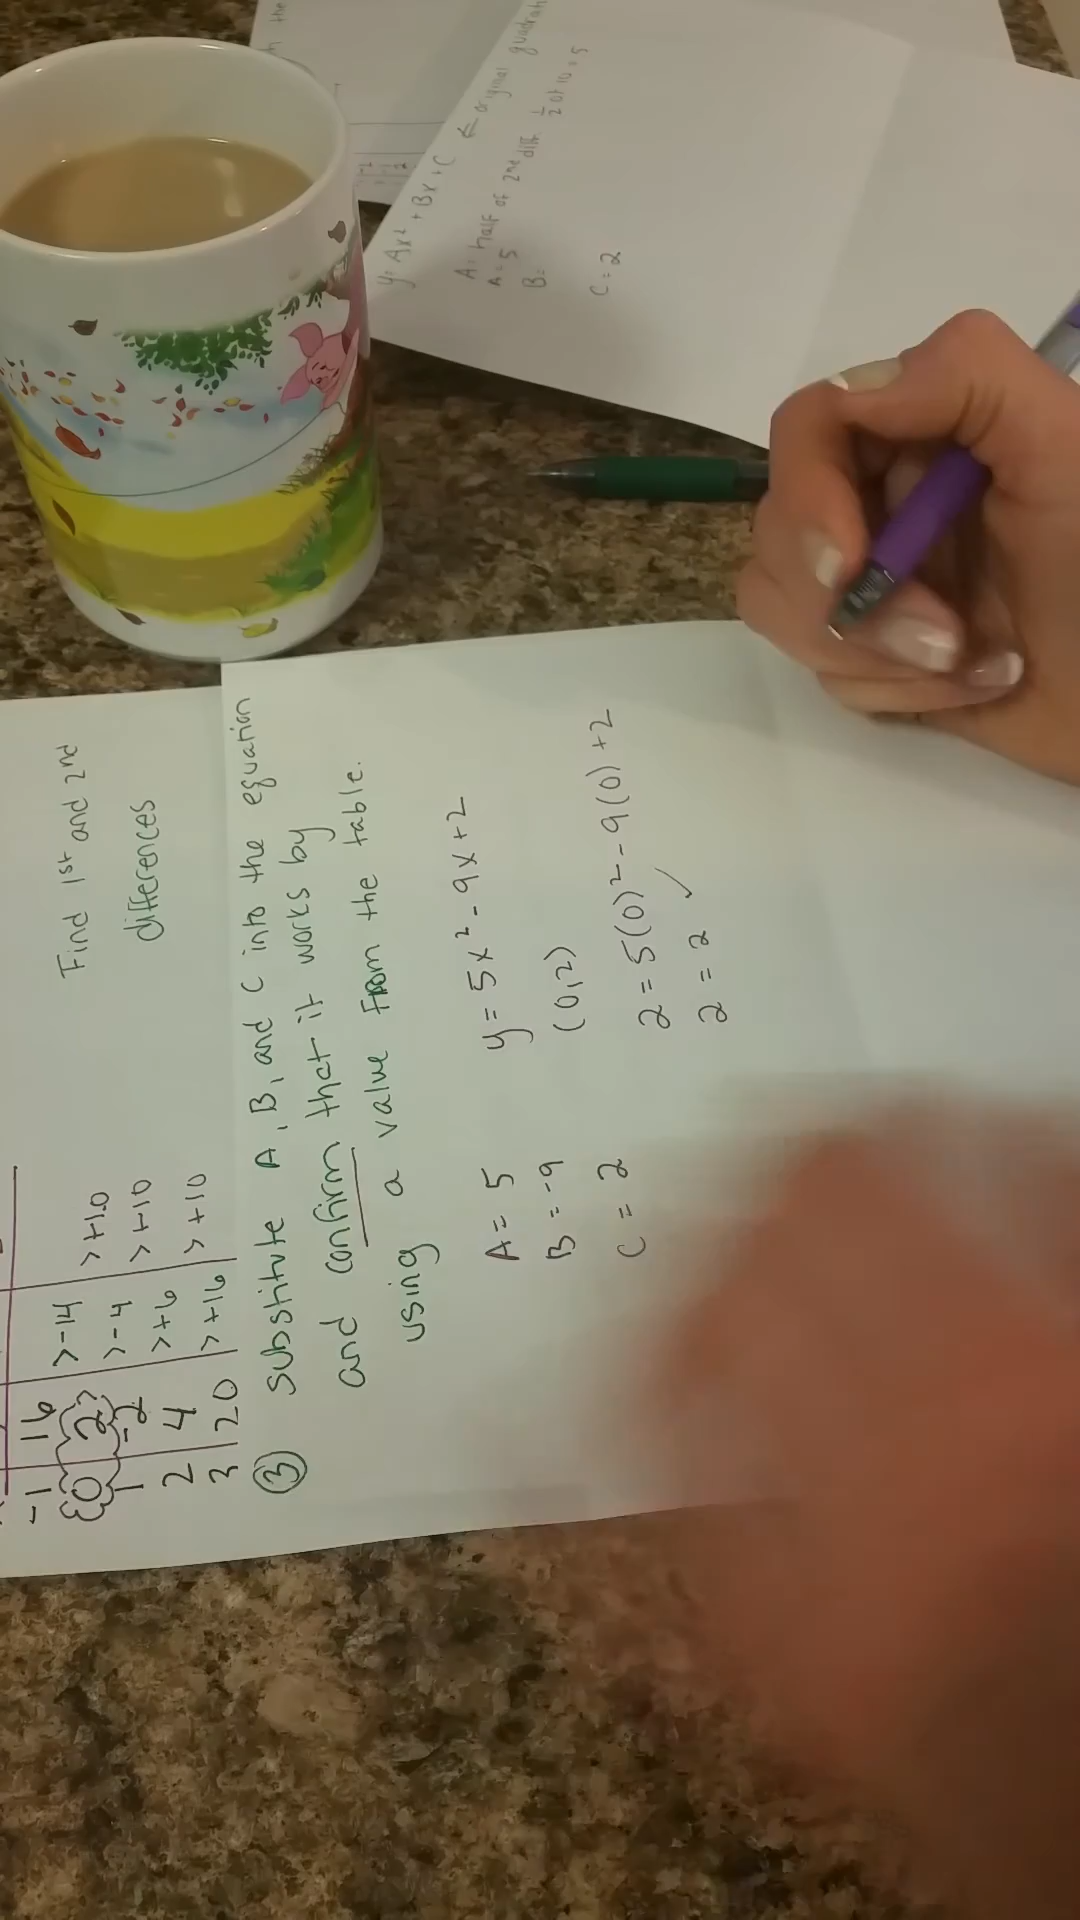 y = Ax² + Bx + C ← original quadrati
A = half of 2nd diff. 1/2 of 10 = 5
A = 5
B =
C = 2
Find 1st and 2nd
differences
-1 16
0 2 >-14
1 -2 >-4 >+10
2 4 >+6 >+10
3 20 >+16 >+10
③ substitute A, B, and C into the equation
and confirm that it works by
using a value from the table.
A = 5 y = 5x² - 9x + 2
B = -9 (0,2)
C = 2 2 = 5(0)² - 9(0) + 2
2 = 2 ✓